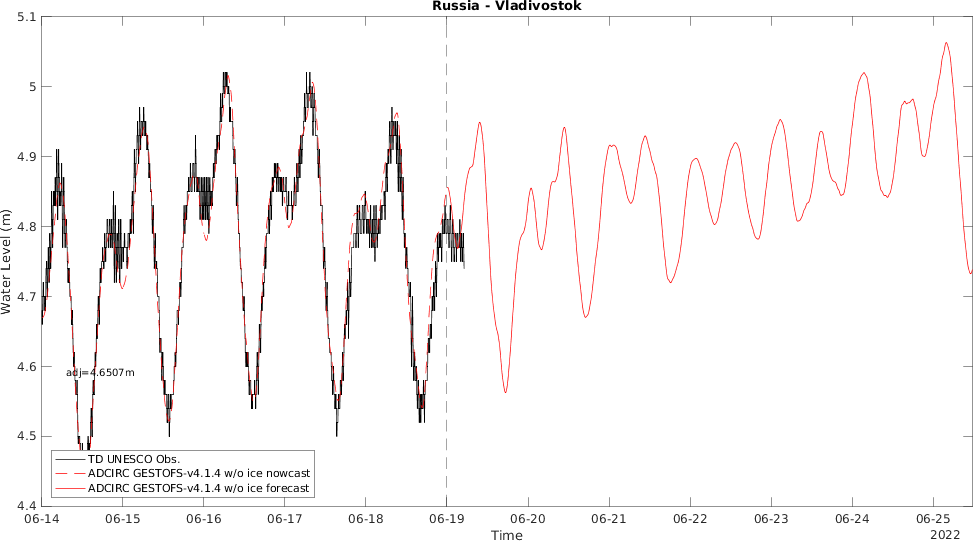 Russia - Vladivostok
5.1
5
4.9
4.8
4.7
4.6
4.5
4.4
Water Level (m)
adj=4.6507m
TD UNESCO Obs.
ADCIRC GESTOFS-v4.1.4 w/o ice nowcast
ADCIRC GESTOFS-v4.1.4 w/o ice forecast
06-14 06-15 06-16 06-17 06-18 06-19 06-20 06-21 06-22 06-23 06-24 06-25
Time 2022